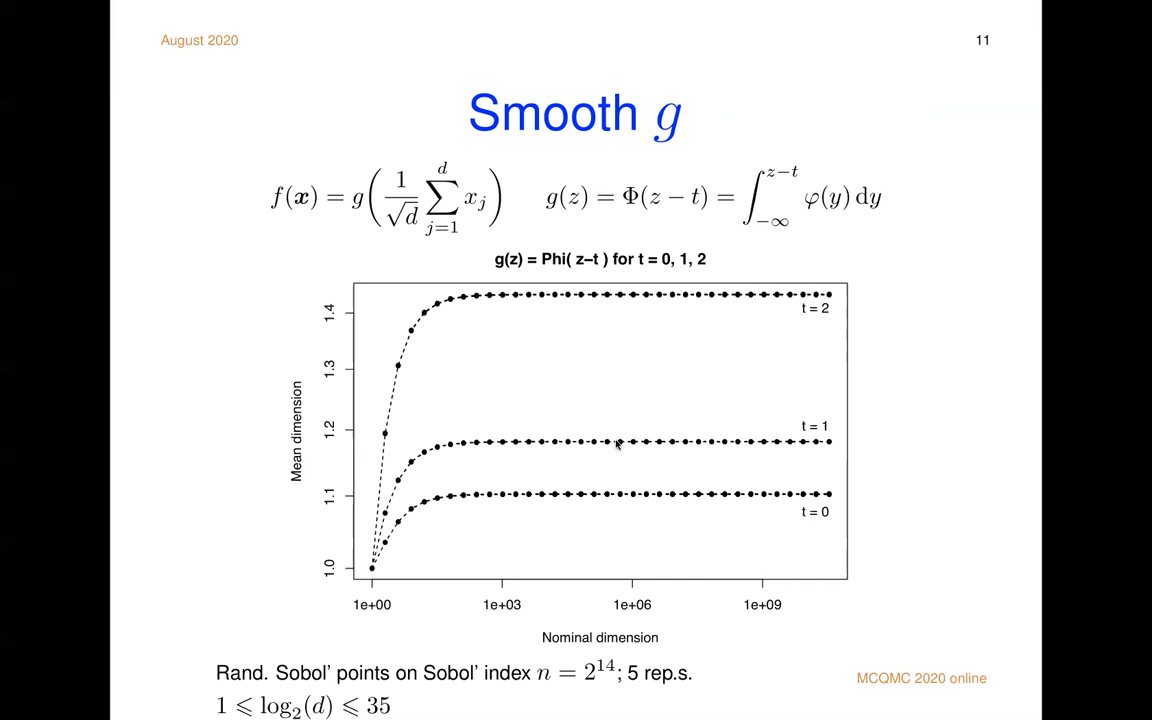 August 2020
11
Smooth g
f(x) = g(1/√d ∑_{j=1}^{d} x_j)   g(z) = Φ(z − t) = ∫_{−∞}^{z−t} φ(y) dy
g(z) = Phi( z−t ) for t = 0, 1, 2
Mean dimension
1.4
1.3
1.2
1.1
1.0
t = 2
t = 1
t = 0
1e+00 1e+03 1e+06 1e+09
Nominal dimension
Rand. Sobol' points on Sobol' index n = 2^{14}; 5 rep.s.
1 ⩽ log₂(d) ⩽ 35
MCQMC 2020 online